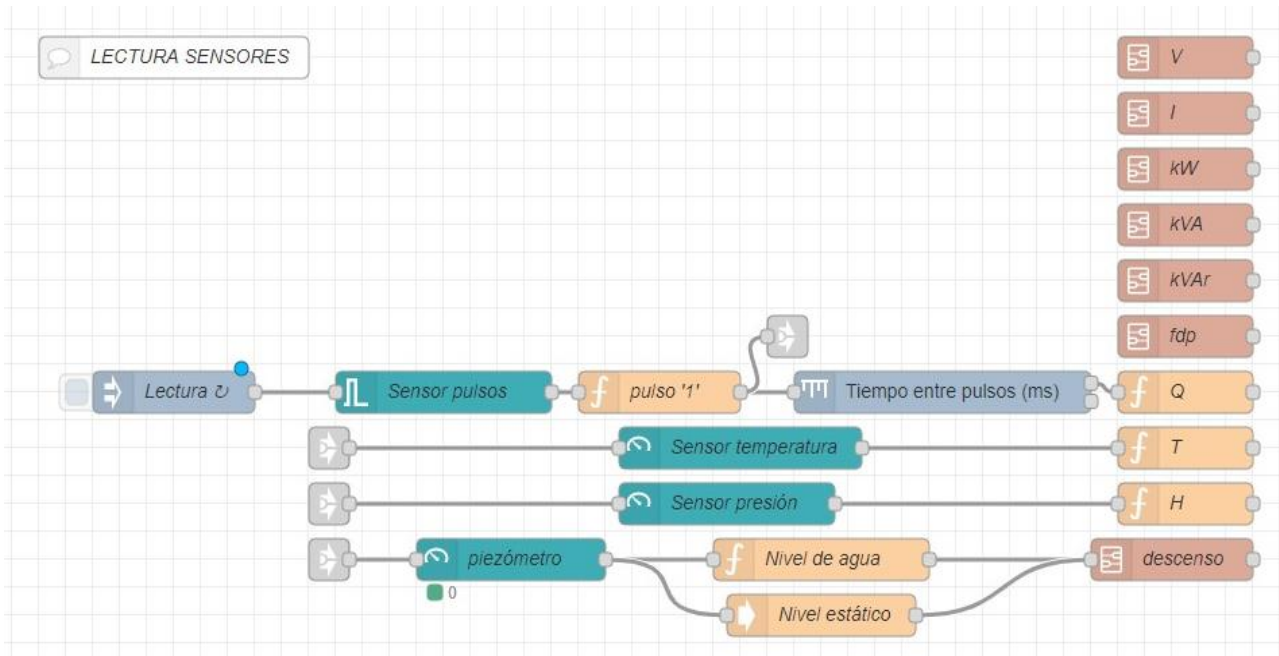 LECTURA SENSORES
V
I
kW
kVA
kVAr
fdp
Lectura ↻
Sensor pulsos
pulso '1'
Tiempo entre pulsos (ms)
Q
Sensor temperatura
T
Sensor presión
H
piezómetro
Nivel de agua
descenso
0
Nivel estático